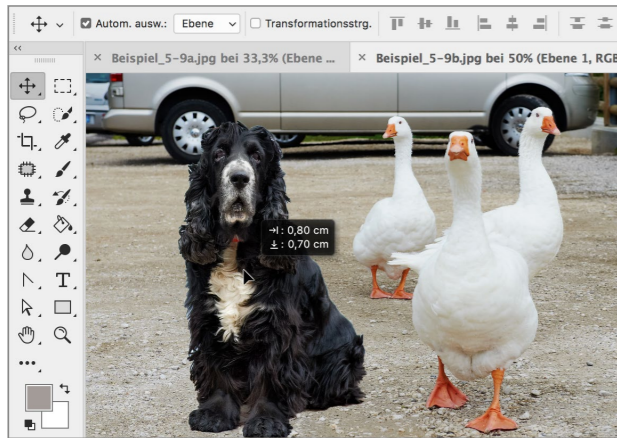 Autom. ausw.: Ebene Transformationsstrg.
× Beispiel_5-9a.jpg bei 33,3% (Ebene ... × Beispiel_5-9b.jpg bei 50% (Ebene 1, RGB
: 0,80 cm
: 0,70 cm
T